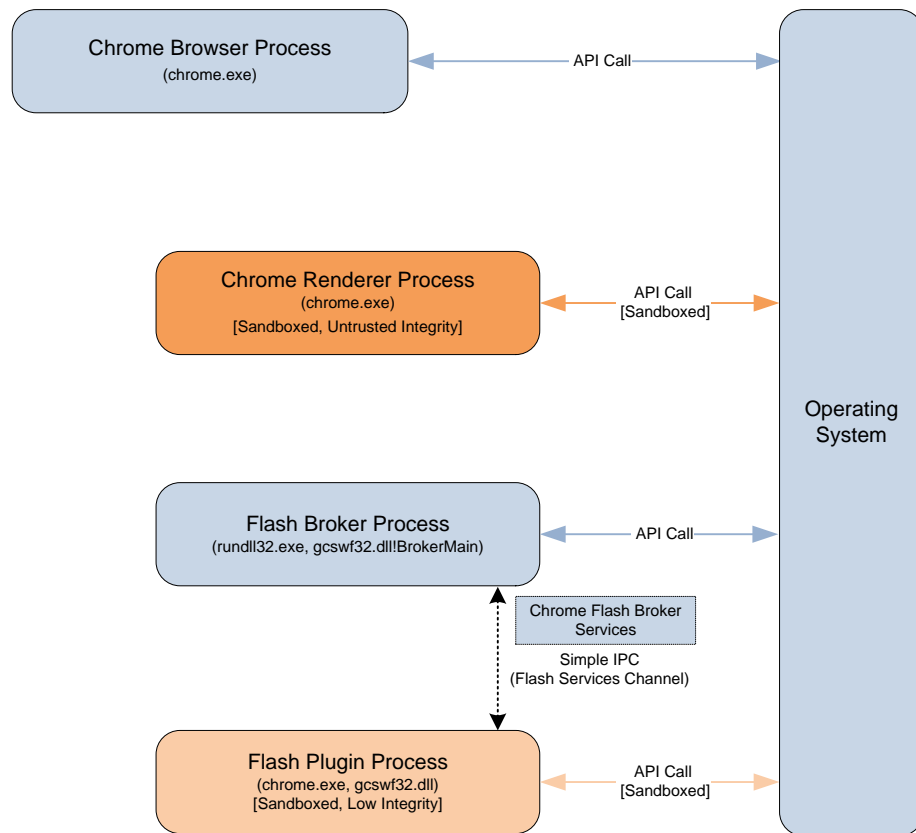 Chrome Browser Process
(chrome.exe)
API Call
Chrome Renderer Process
(chrome.exe)
[Sandboxed, Untrusted Integrity]
API Call
[Sandboxed]
Operating
System
Flash Broker Process
(rundll32.exe, gcswf32.dll!BrokerMain)
API Call
Chrome Flash Broker
Services
Simple IPC
(Flash Services Channel)
Flash Plugin Process
(chrome.exe, gcswf32.dll)
[Sandboxed, Low Integrity]
API Call
[Sandboxed]